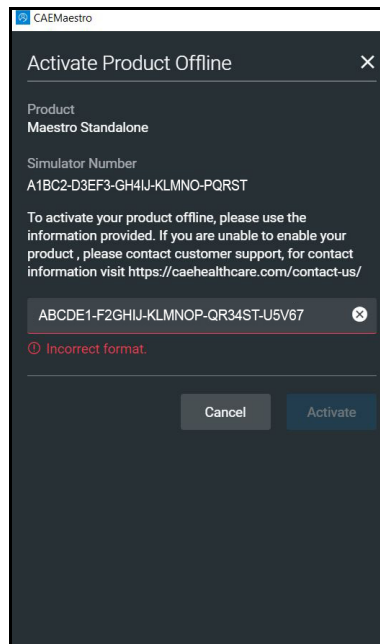 CAEMaestro
Activate Product Offline
Product
Maestro Standalone
Simulator Number
A1BC2-D3EF3-GH4IJ-KLMNO-PQRST
To activate your product offline, please use the
information provided. If you are unable to enable your
product , please contact customer support, for contact
information visit https://caehealthcare.com/contact-us/
ABCDE1-F2GHIJ-KLMNOP-QR34ST-U5V67
Incorrect format.
Cancel
Activate